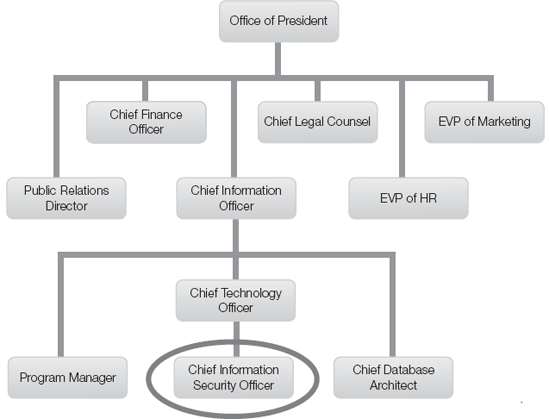 Office of President
Chief Finance
Officer
Chief Legal Counsel
EVP of Marketing
Public Relations
Director
Chief Information
Officer
EVP of HR
Chief Technology
Officer
Program Manager
Chief Information
Security Officer
Chief Database
Architect